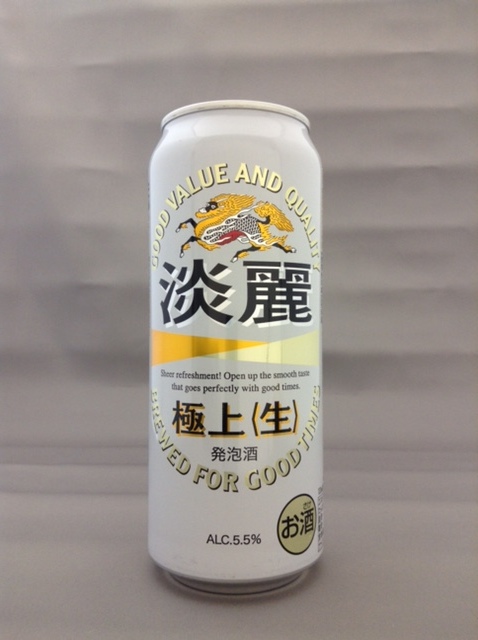 GOOD VALUE AND QUALITY
淡麗
Sheer refreshment! Open up the smooth taste
that goes perfectly with good times.
極上〈生〉
発泡酒
BREWED FOR GOOD TIMES
お酒
ALC.5.5%